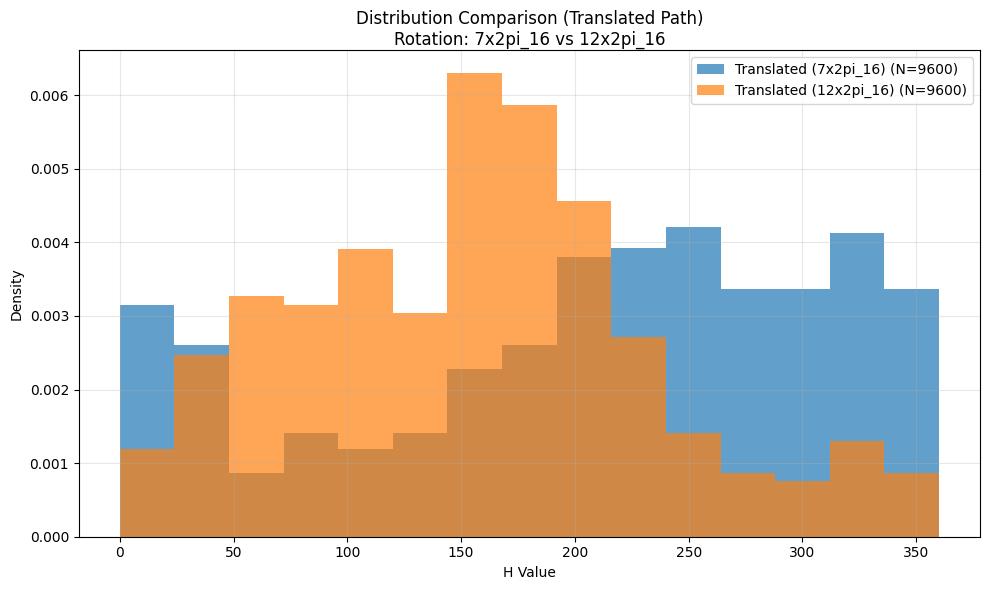 Distribution Comparison (Translated Path)
Rotation: 7x2pi_16 vs 12x2pi_16
Translated (7x2pi_16) (N=9600)
Translated (12x2pi_16) (N=9600)
0.006
0.005
0.004
0.003
0.002
0.001
0.000
Density
0 50 100 150 200 250 300 350
H Value